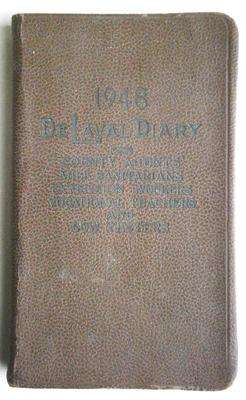 1948
DE LAVAL DIARY
FOR
COUNTY AGENTS
MILK SANITARIANS
EXTENSION WORKERS
VOCATIONAL TEACHERS
AND
COW TESTERS